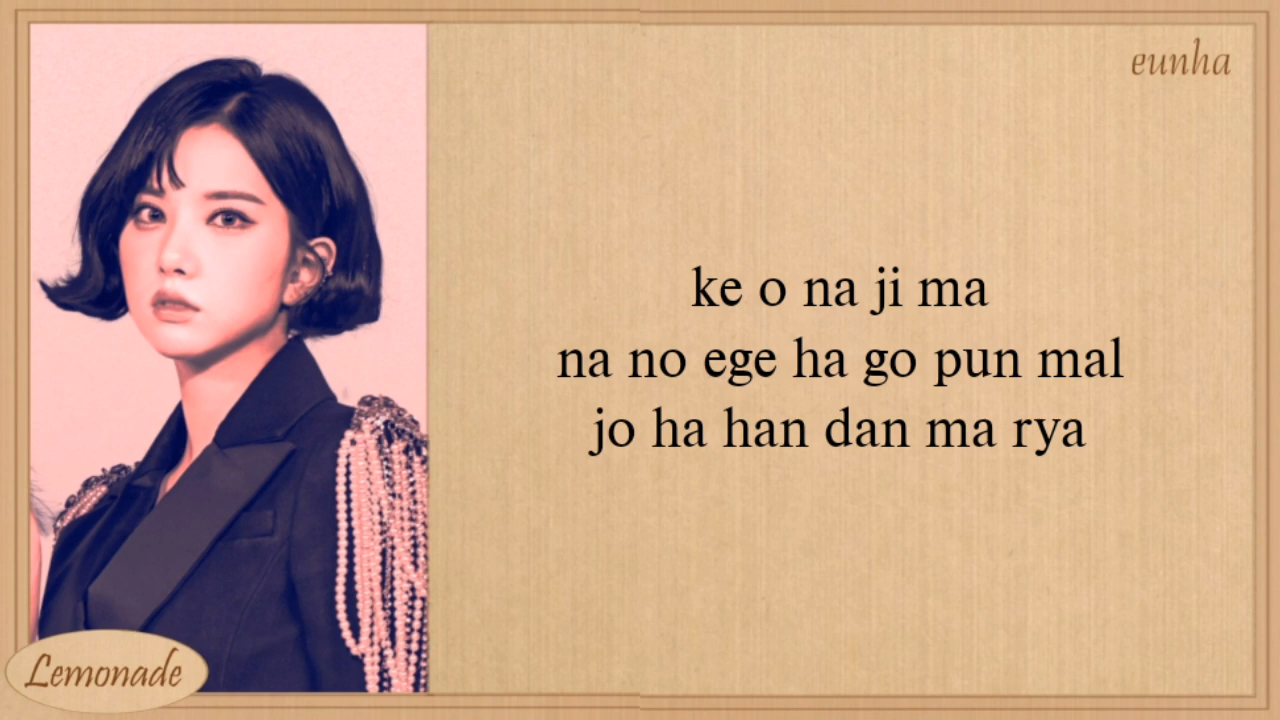 eunha
ke o na ji ma
na no ege ha go pun mal
jo ha han dan ma rya
Lemonade